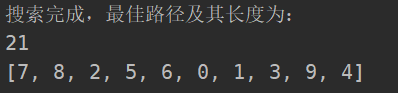 搜索完成，最佳路径及其长度为：
21
[7, 8, 2, 5, 6, 0, 1, 3, 9, 4]